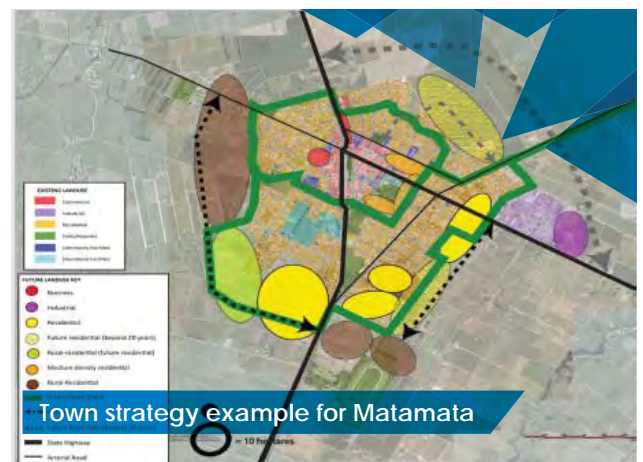 EXISTING LANDUSE
Commercial
Industrial
Residential
Parks/Reserves
Community Facilities
Educational Facilities
FUTURE LANDUSE KEY
Business
Industrial
Residential
Future residential (beyond 20 years)
Rural-residential (future residential)
Medium density residential
Rural Residential
Town strategy example for Matamata
= 10 hectares
State Highway
Arterial Road